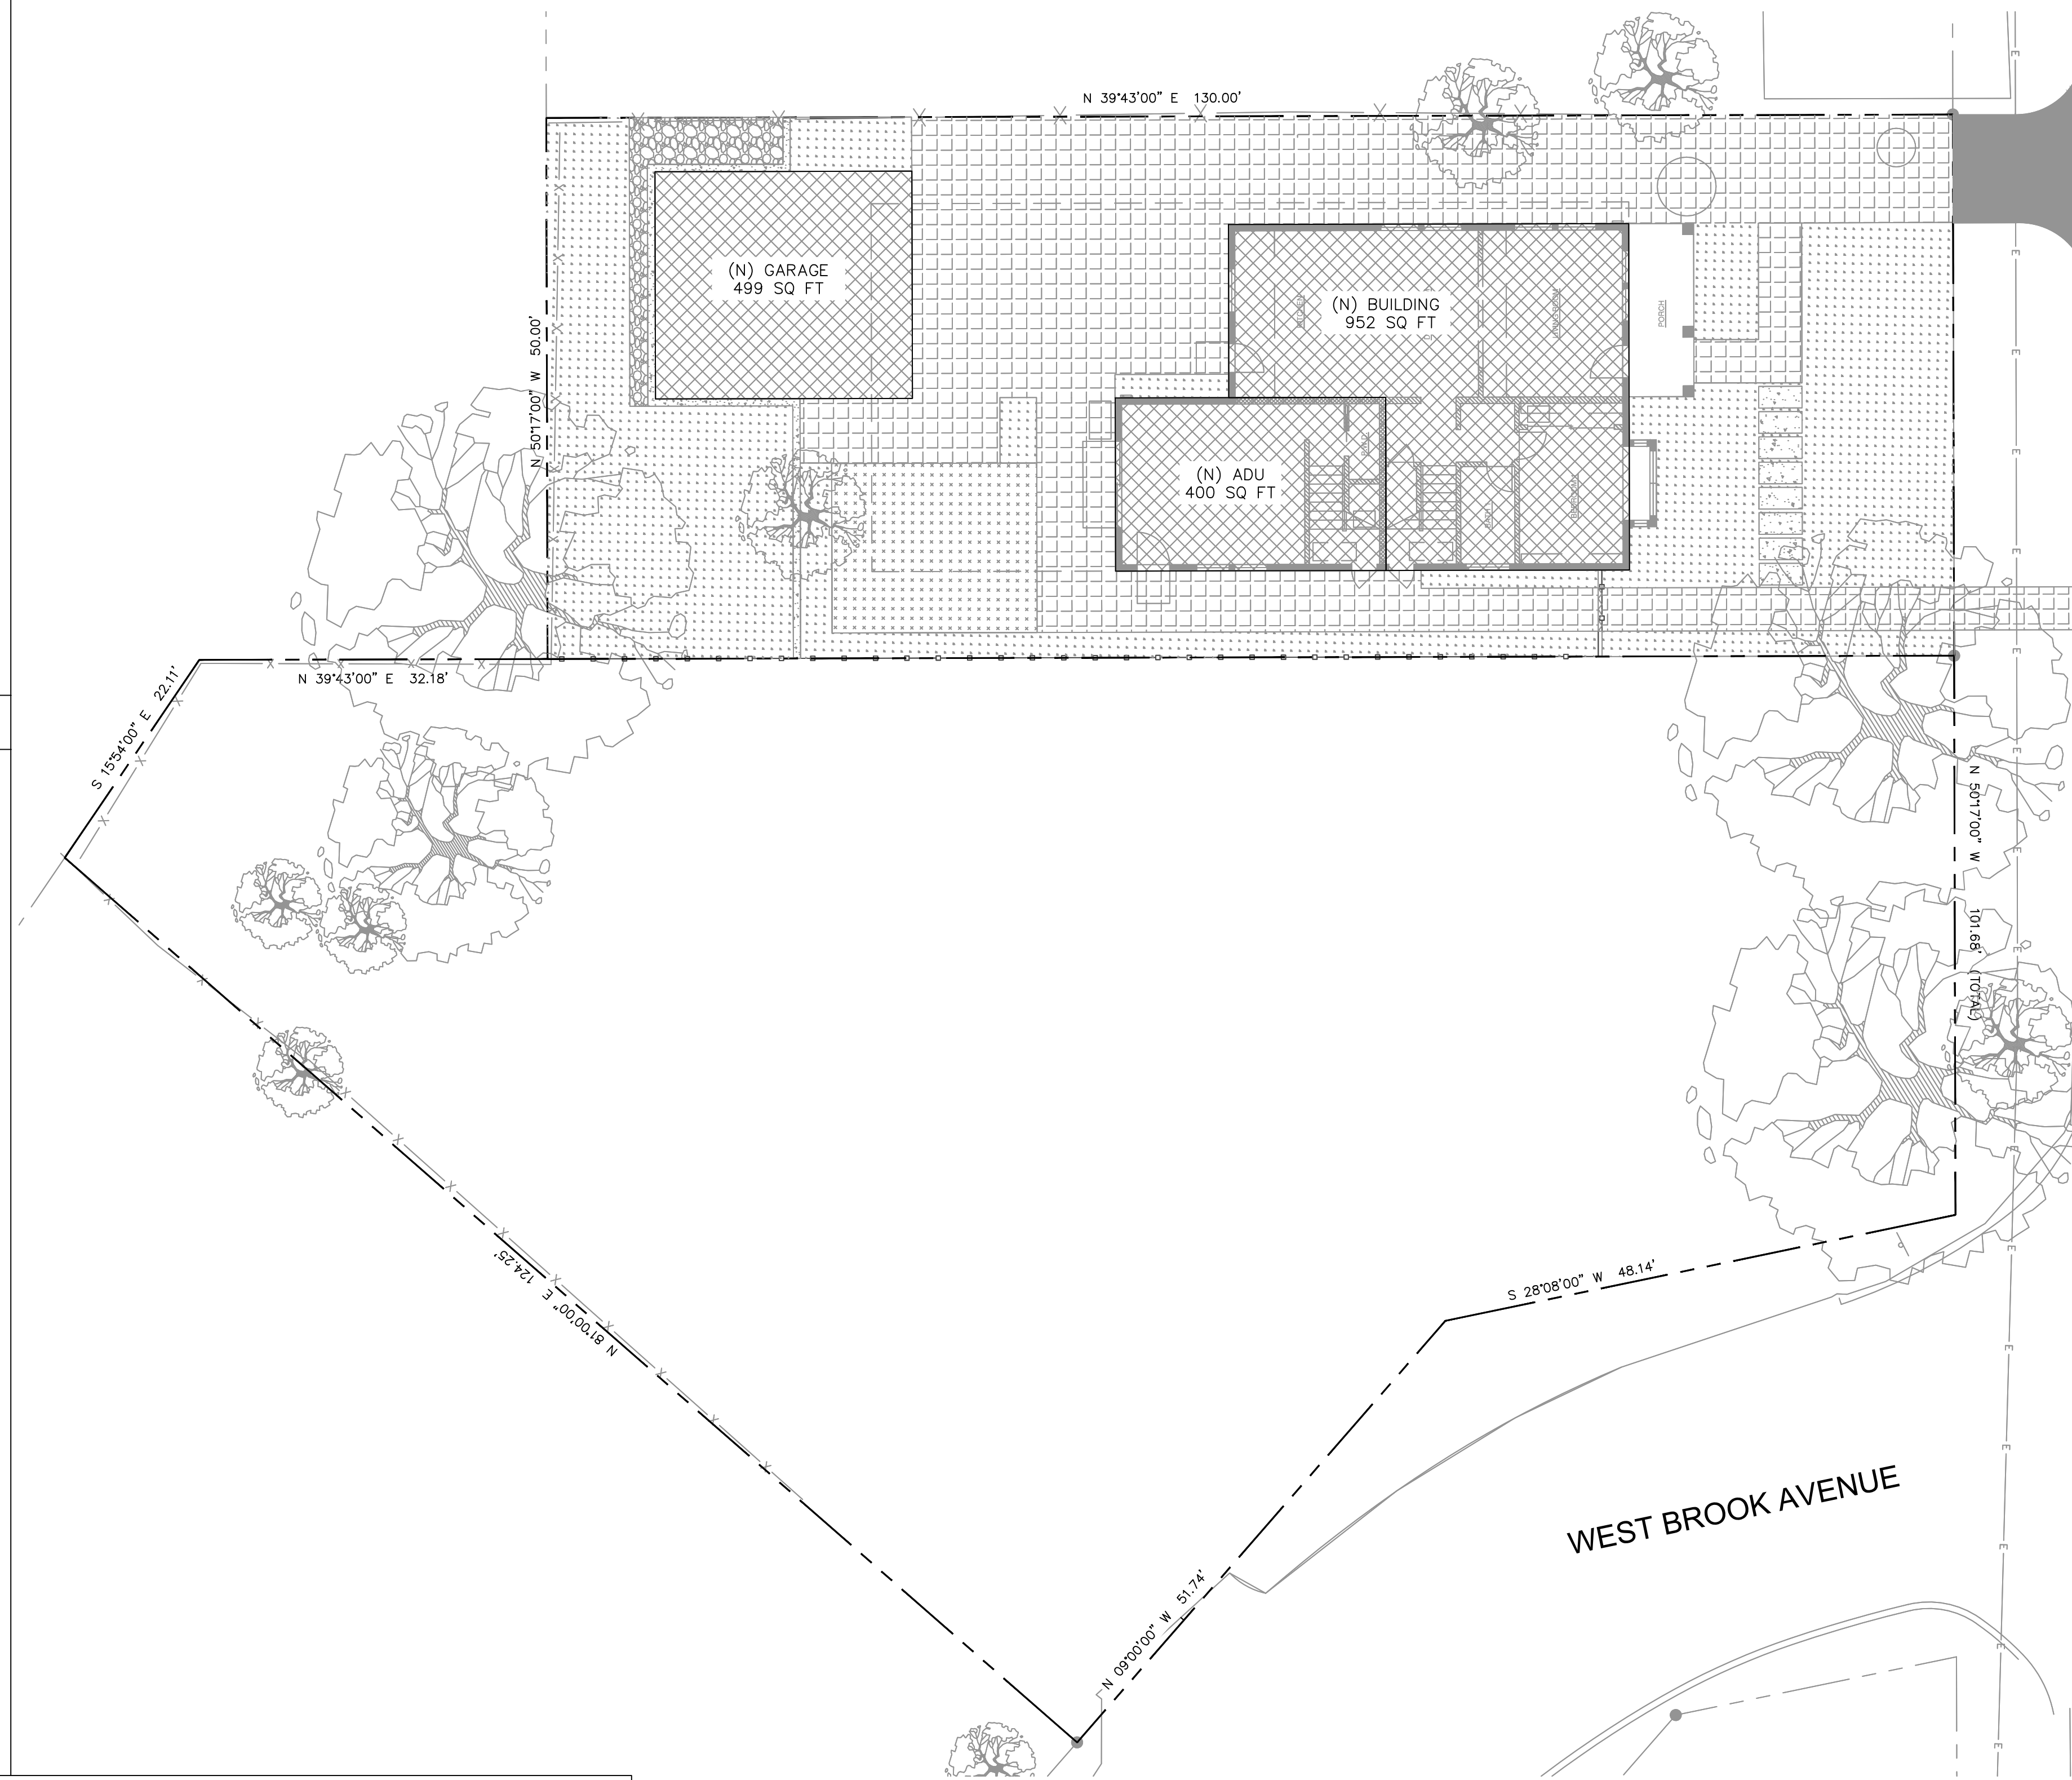 N 39°43'00" E 130.00'
(N) GARAGE
499 SQ FT
(N) BUILDING
952 SQ FT
KITCHEN
PORCH
N 50°17'00" W 50.00'
(N) ADU
400 SQ FT
BATH
N 39°43'00" E 32.18'
S 15°54'00" E 22.11'
N 50°17'00" W 101.68' (TOTAL)
N 81°00'00" E 124.25'
S 28°08'00" W 48.14'
N 09°00'00" W 51.74'
WEST BROOK AVENUE